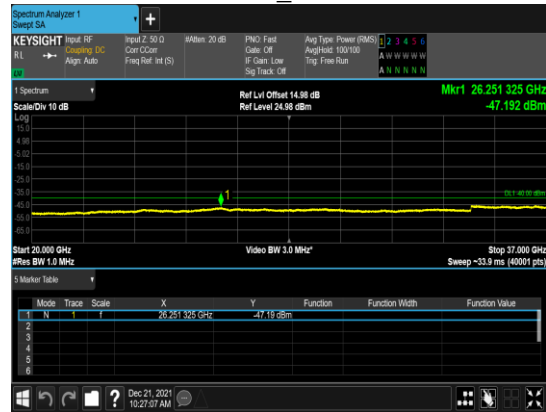 Spectrum Analyzer 1
Swept SA
+
KEYSIGHT Input: RF Input Z: 50 Ω #Atten: 20 dB PNO: Fast Avg Type: Power (RMS) 1 2 3 4 5 6
RL Coupling: DC Corr CCorr Gate: Off Avg|Hold: 100/100 A W W W W W
Align: Auto Freq Ref: Int (S) IF Gain: Low Trig: Free Run
Sig Track: Off A N N N N N
1 Spectrum Ref Lvl Offset 14.98 dB Mkr1 26.251 325 GHz
Scale/Div 10 dB Ref Level 24.98 dBm -47.192 dBm
Log
15.0
4.98
-5.02
-15.0
-25.0
-35.0
1
DL1 -40.00 dBm
-45.0
-55.0
-65.0
Start 20.000 GHz Video BW 3.0 MHz* Stop 37.000 GHz
#Res BW 1.0 MHz Sweep ~33.9 ms (40001 pts)
5 Marker Table
Mode Trace Scale X Y Function Function Width Function Value
1 N 1 f 26.251 325 GHz -47.19 dBm
2
3
4
5
6
? Dec 21, 2021
10:27:07 AM